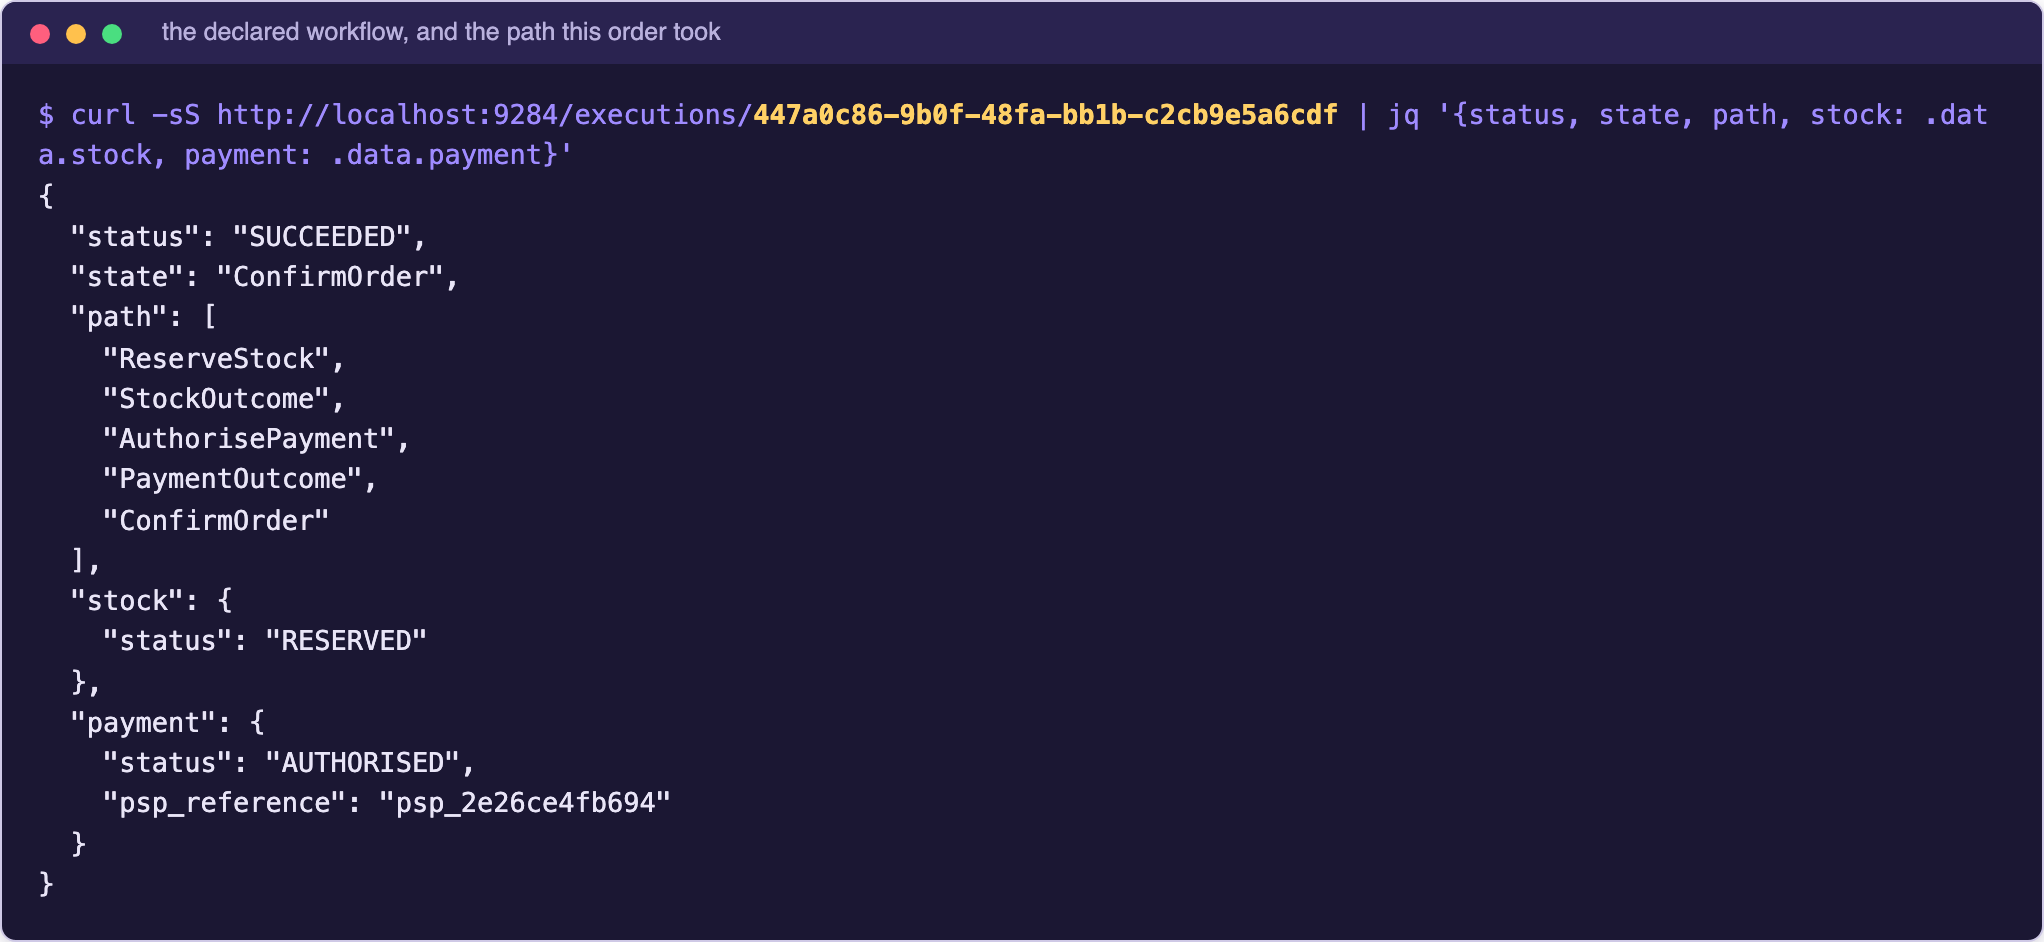 the declared workflow, and the path this order took
$ curl -sS http://localhost:9284/executions/447a0c86-9b0f-48fa-bb1b-c2cb9e5a6cdf | jq '{status, state, path, stock: .dat
a.stock, payment: .data.payment}'
{
  "status": "SUCCEEDED",
  "state": "ConfirmOrder",
  "path": [
    "ReserveStock",
    "StockOutcome",
    "AuthorisePayment",
    "PaymentOutcome",
    "ConfirmOrder"
  ],
  "stock": {
    "status": "RESERVED"
  },
  "payment": {
    "status": "AUTHORISED",
    "psp_reference": "psp_2e26ce4fb694"
  }
}